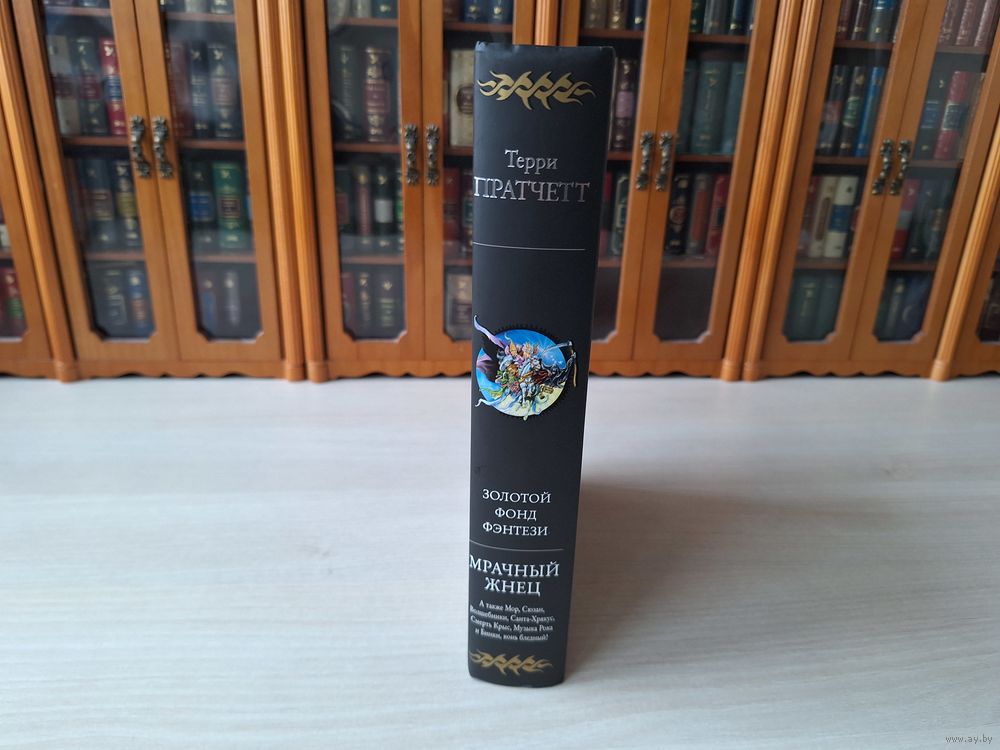 Терри
ПРАТЧЕТТ
ЗОЛОТОЙ
ФОНД
ФЭНТЕЗИ
МРАЧНЫЙ
ЖНЕЦ
А также Мор, Сюзан,
Волшебники, Санта-Хрякус,
Смерть Крыс, Музыка Рока
и Бинки, конь бледный!
www.ay.by